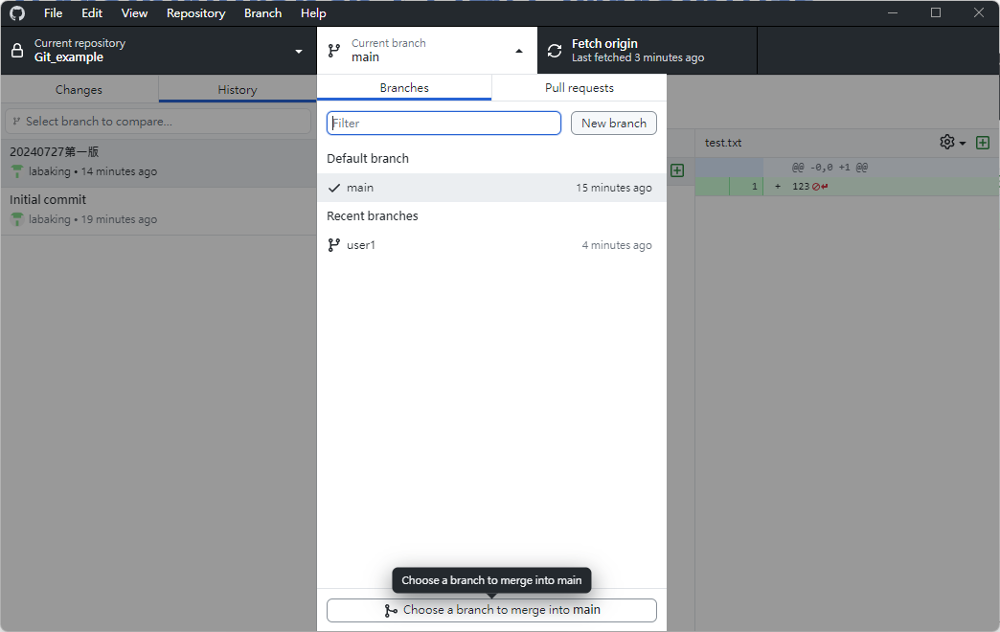 File Edit View Repository Branch Help
Current repository
Git_example
Current branch
main
Fetch origin
Last fetched 3 minutes ago
Changes
History
Branches
Pull requests
Select branch to compare...
Filter
New branch
20240727第一版
labaking • 14 minutes ago
Initial commit
labaking • 19 minutes ago
Default branch
main
15 minutes ago
Recent branches
user1
4 minutes ago
test.txt
@@ -0,0 +1 @@
1 + 123
Choose a branch to merge into main
Choose a branch to merge into main